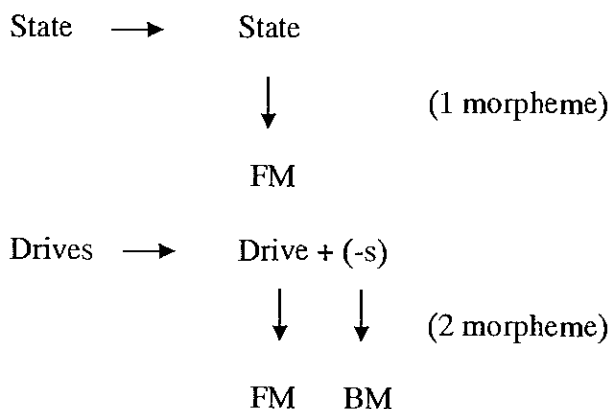 State → State
↓
(1 morpheme)
FM
Drives → Drive + (-s)
↓ ↓
(2 morpheme)
FM BM